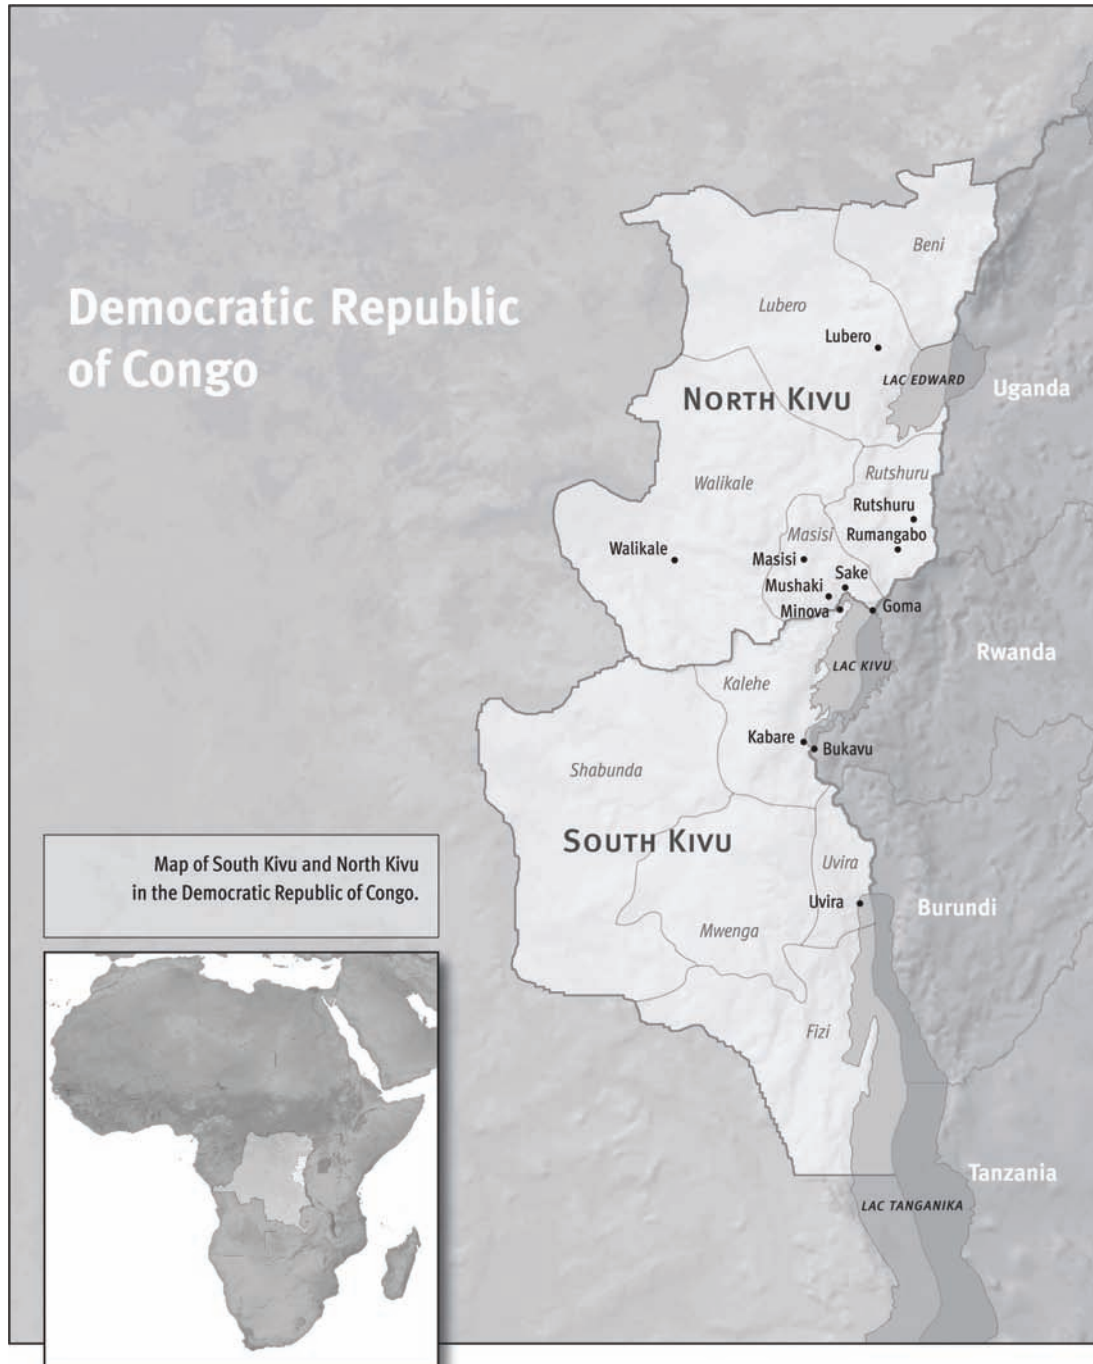 Democratic Republic
of Congo
Beni
Lubero
Lubero
LAC EDWARD
Uganda
NORTH KIVU
Rutshuru
Walikale
Rutshuru
Masisi
Rumangabo
Walikale
Masisi
Sake
Mushaki
Minova
Goma
Rwanda
LAC KIVU
Kalehe
Kabare
Bukavu
Shabunda
SOUTH KIVU
Uvira
Map of South Kivu and North Kivu
in the Democratic Republic of Congo.
Uvira
Burundi
Mwenga
Fizi
Tanzania
LAC TANGANIKA